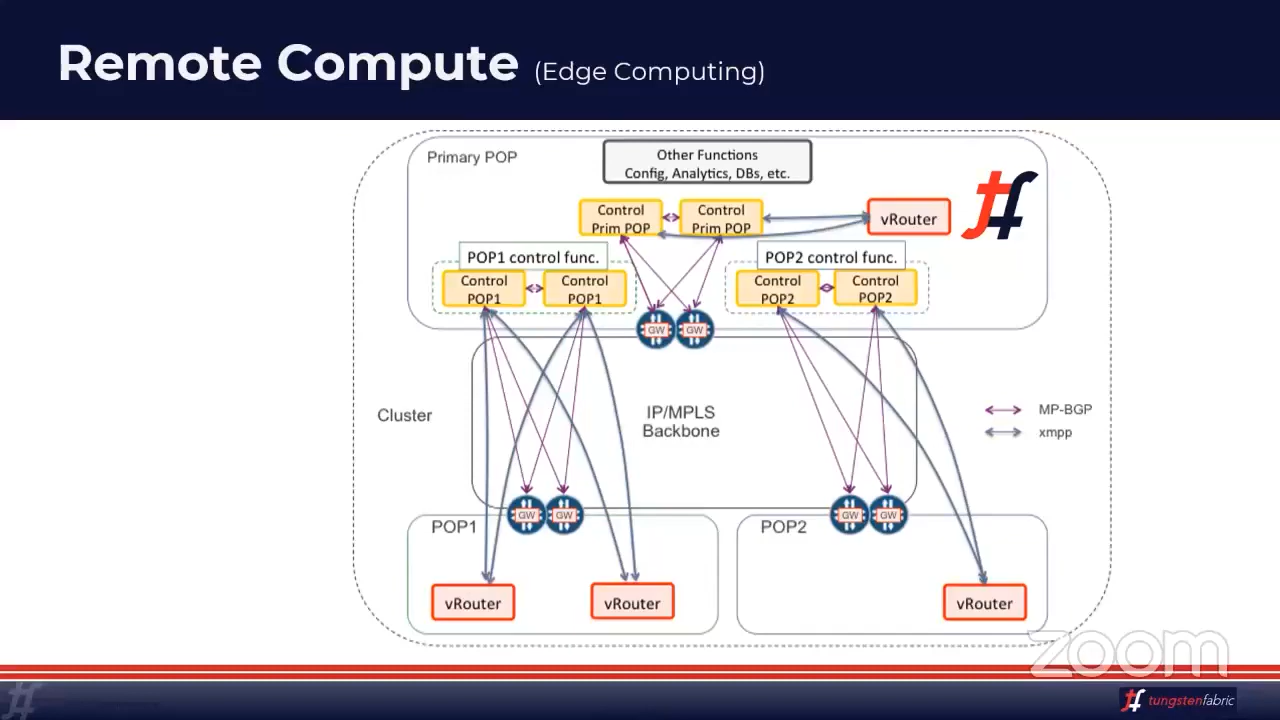 Remote Compute (Edge Computing)
Primary POP
Other Functions
Config, Analytics, DBs, etc.
Control
Prim POP
Control
Prim POP
vRouter
POP1 control func.
POP2 control func.
Control
POP1
Control
POP1
Control
POP2
Control
POP2
GW
GW
Cluster
IP/MPLS
Backbone
MP-BGP
xmpp
GW
GW
GW
GW
POP1
POP2
vRouter
vRouter
vRouter
zoom
tungstenfabric